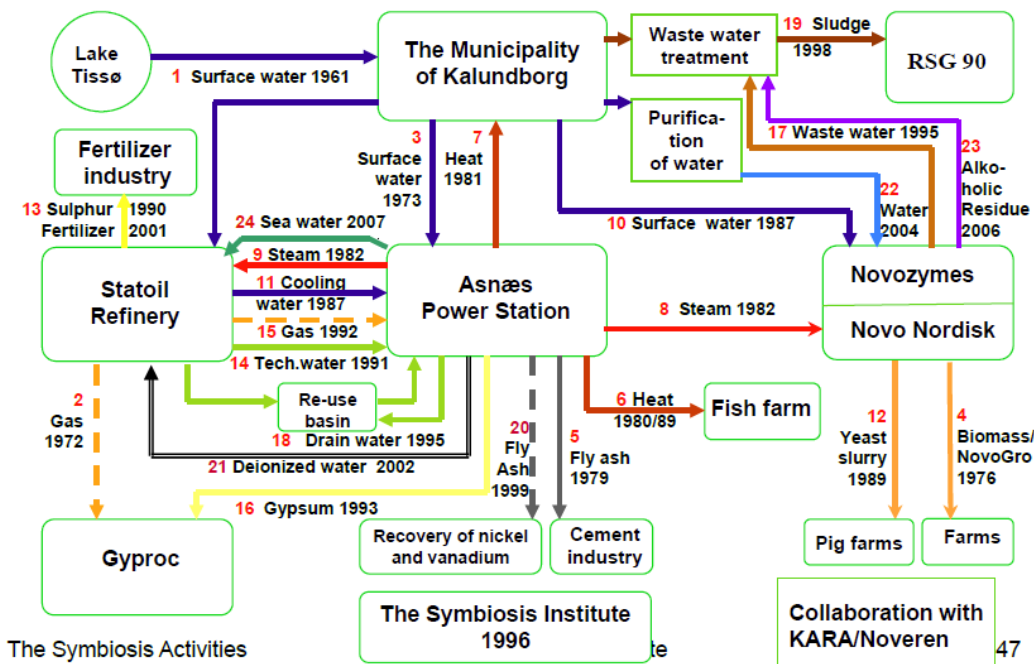 Lake
Tissø
1 Surface water 1961
The Municipality
of Kalundborg
Waste water
treatment
19 Sludge
1998
RSG 90
Purifica-
tion
of water
17 Waste water 1995
23
Alko-
holic
Residue
2006
22
Water
2004
3
Surface
water
1973
7
Heat
1981
10 Surface water 1987
Fertilizer
industry
13 Sulphur 1990
Fertilizer 2001
24 Sea water 2007
9 Steam 1982
11 Cooling
water 1987
15 Gas 1992
14 Tech.water 1991
Statoil
Refinery
Asnæs
Power Station
8 Steam 1982
Novozymes
Novo Nordisk
Re-use
basin
18 Drain water 1995
21 Deionized water 2002
2
Gas
1972
16 Gypsum 1993
20
Fly
Ash
1999
5
Fly ash
1979
6 Heat
1980/89
Fish farm
12
Yeast
slurry
1989
4
Biomass/
NovoGro
1976
Gyproc
Recovery of nickel
and vanadium
Cement
industry
Pig farms
Farms
The Symbiosis Institute
1996
Collaboration with
KARA/Noveren
The Symbiosis Activities
te
47